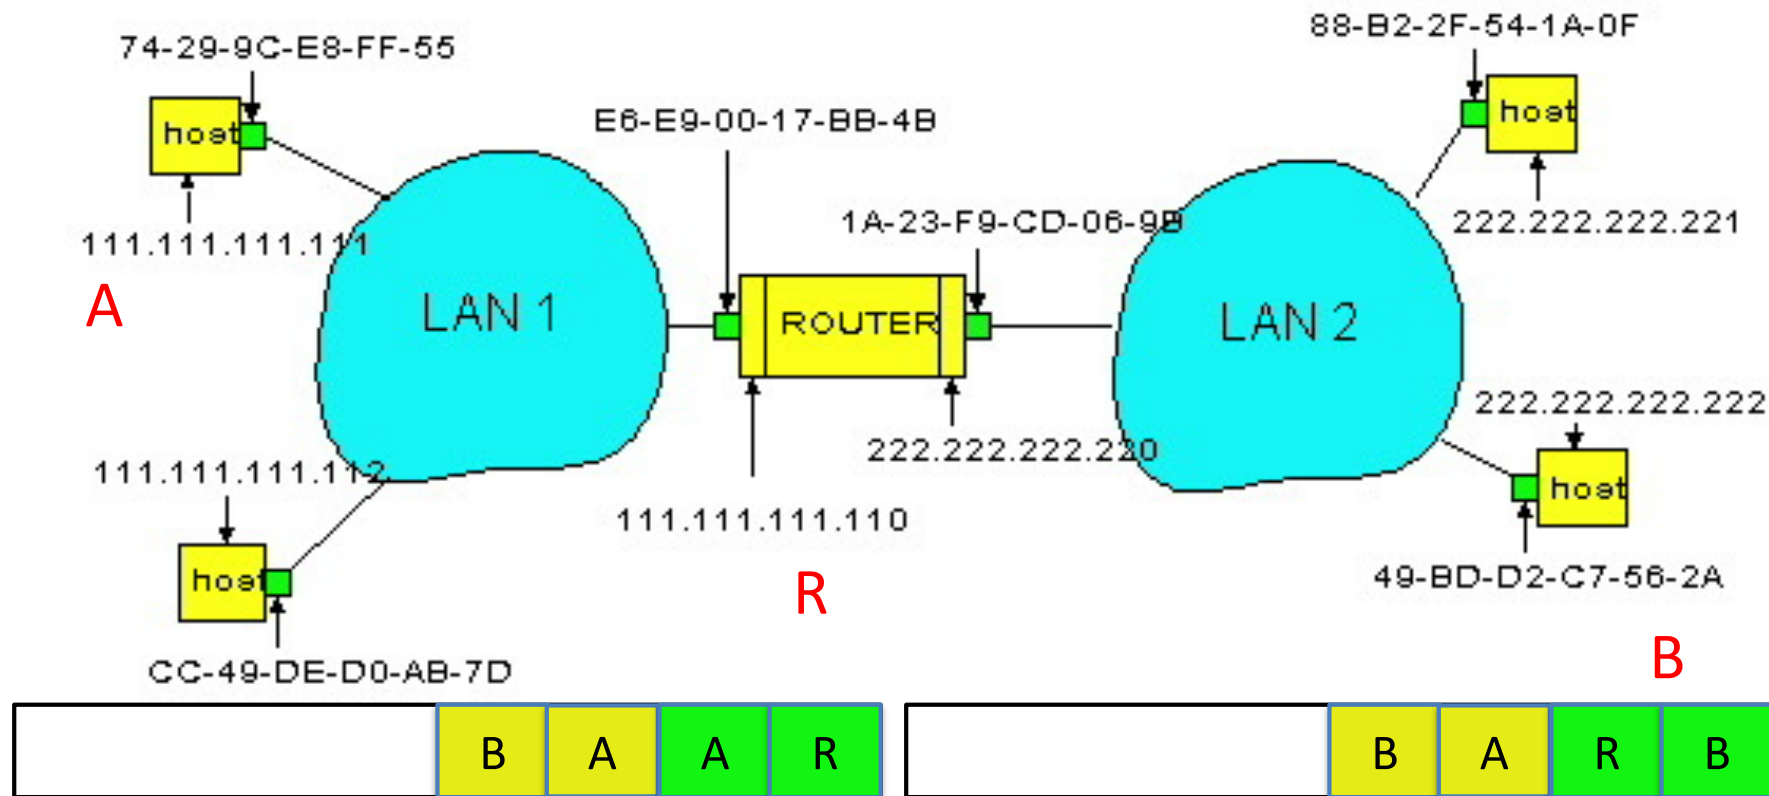 88-B2-2F-54-1A-0F
74-29-9C-E8-FF-55
host
E6-E9-00-17-BB-4B
host
1A-23-F9-CD-06-9B
222.222.222.221
111.111.111.111
A
LAN 1
ROUTER
LAN 2
222.222.222.222
222.222.222.220
111.111.111.112
host
111.111.111.110
host
R
49-BD-D2-C7-56-2A
CC-49-DE-D0-AB-7D
B
B A A R
B A R B